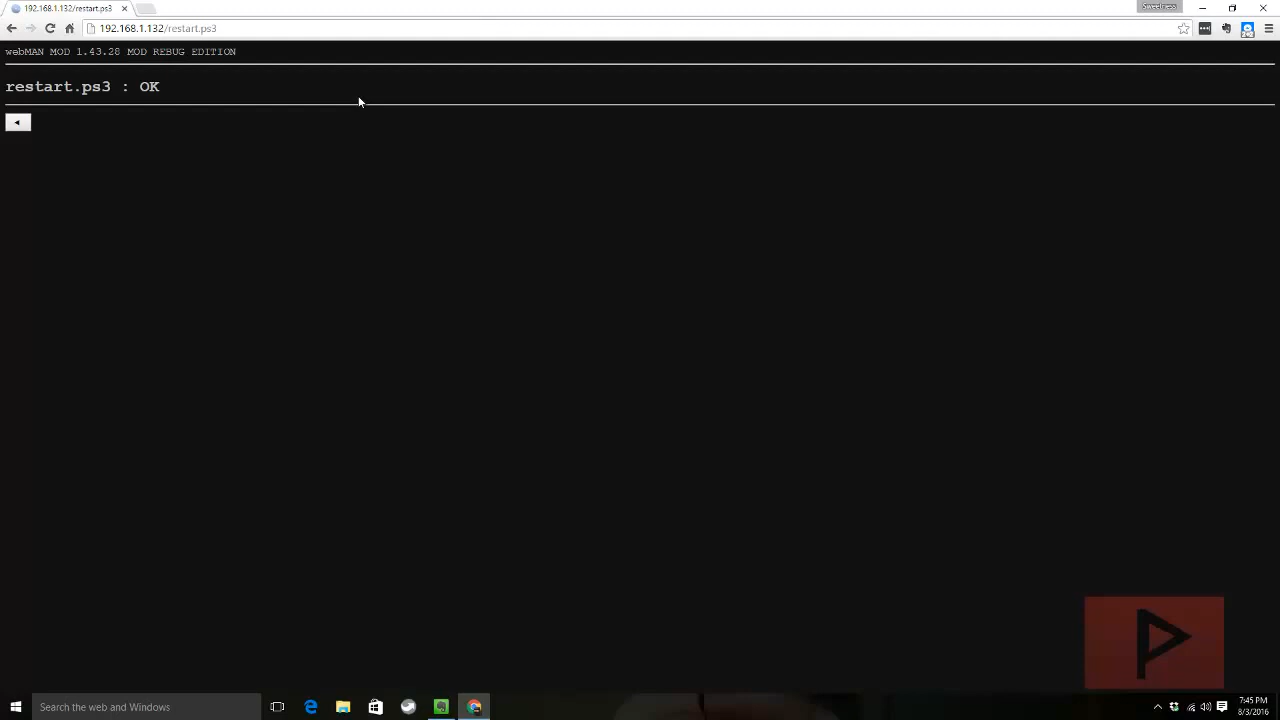 192.168.1.132/restart.ps3
Sweetness
192.168.1.132/restart.ps3
webMAN MOD 1.43.28 MOD REBUG EDITION
restart.ps3 : OK
Search the web and Windows
7:45 PM
8/3/2016